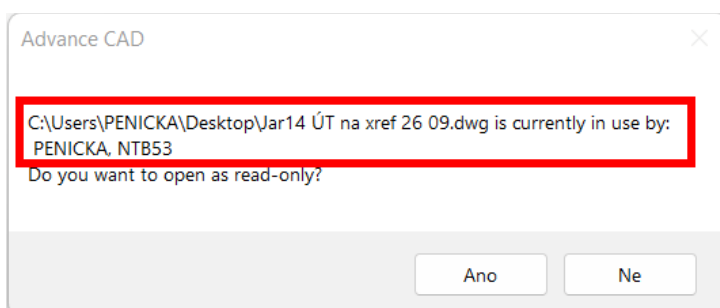 Advance CAD
C:\Users\PENICKA\Desktop\Jar14 ÚT na xref 26 09.dwg is currently in use by:
PENICKA, NTB53
Do you want to open as read-only?
Ano
Ne